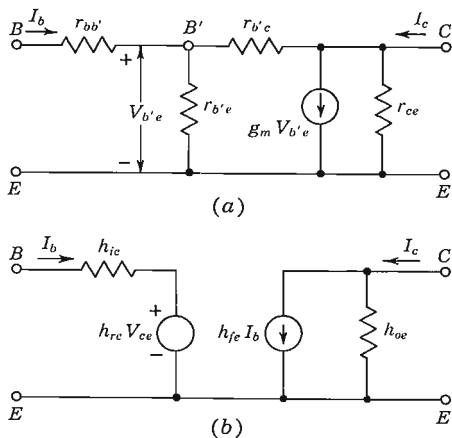 B I_b r_bb' B' r_b'c I_c C
+
V_b'e r_b'e g_m V_b'e r_ce
−
E E
(a)
B I_b h_ic I_c C
+
h_rc V_ce h_fe I_b h_oe
−
E E
(b)